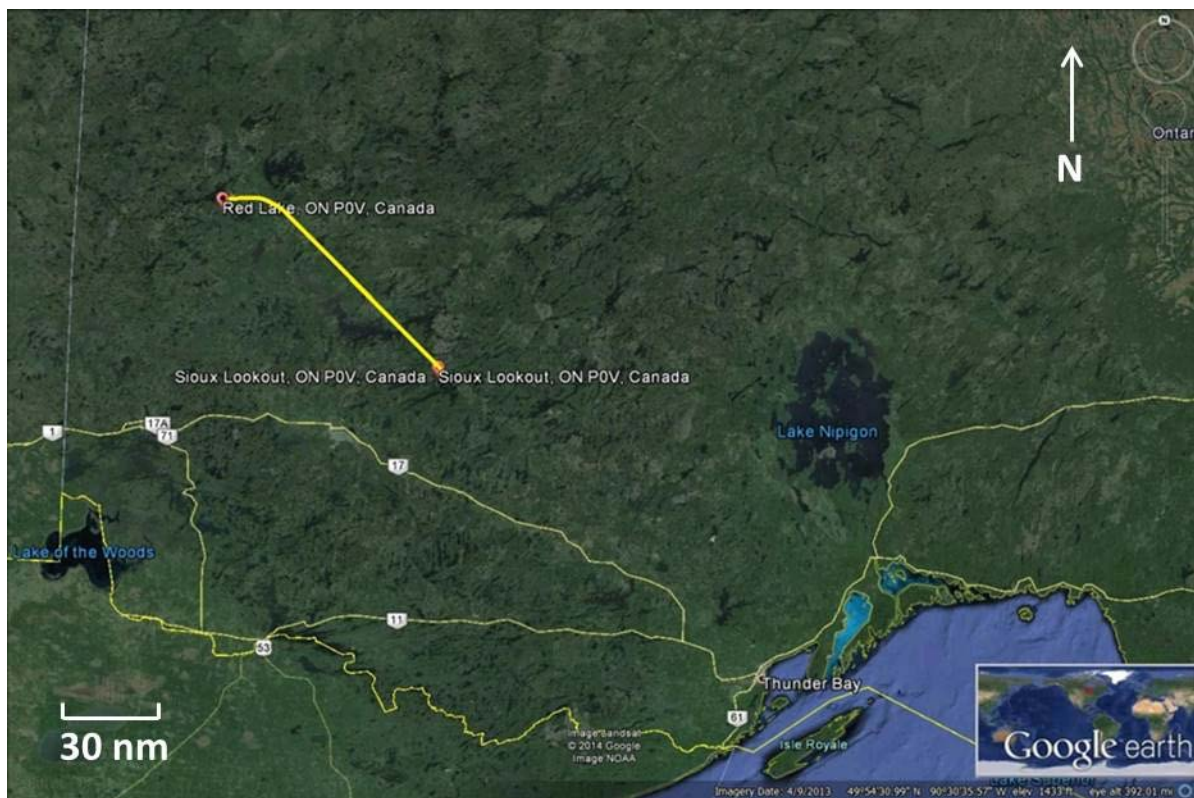 N
Ontar
Red Lake, ON P0V, Canada
Sioux Lookout, ON P0V, Canada
Sioux Lookout, ON P0V, Canada
Lake Nipigon
1
17A
71
17
Lake of the Woods
11
53
Thunder Bay
61
Isle Royale
30 nm
Image Landsat
© 2014 Google
Image NOAA
Google earth
Lake Superior
Imagery Date: 4/9/2013 49°54'30.99" N 90°30'35.57" W elev 1433 ft eye alt 392.01 mi